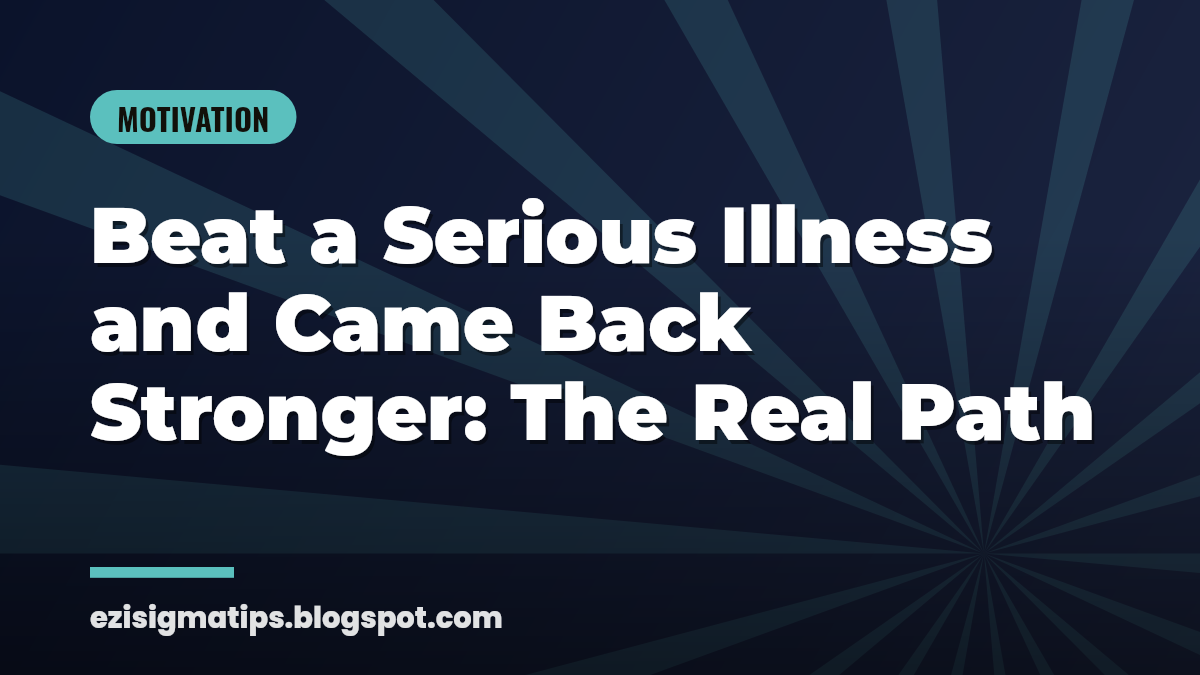 MOTIVATION
Beat a Serious Illness
and Came Back
Stronger: The Real Path
ezisigmatips.blogspot.com